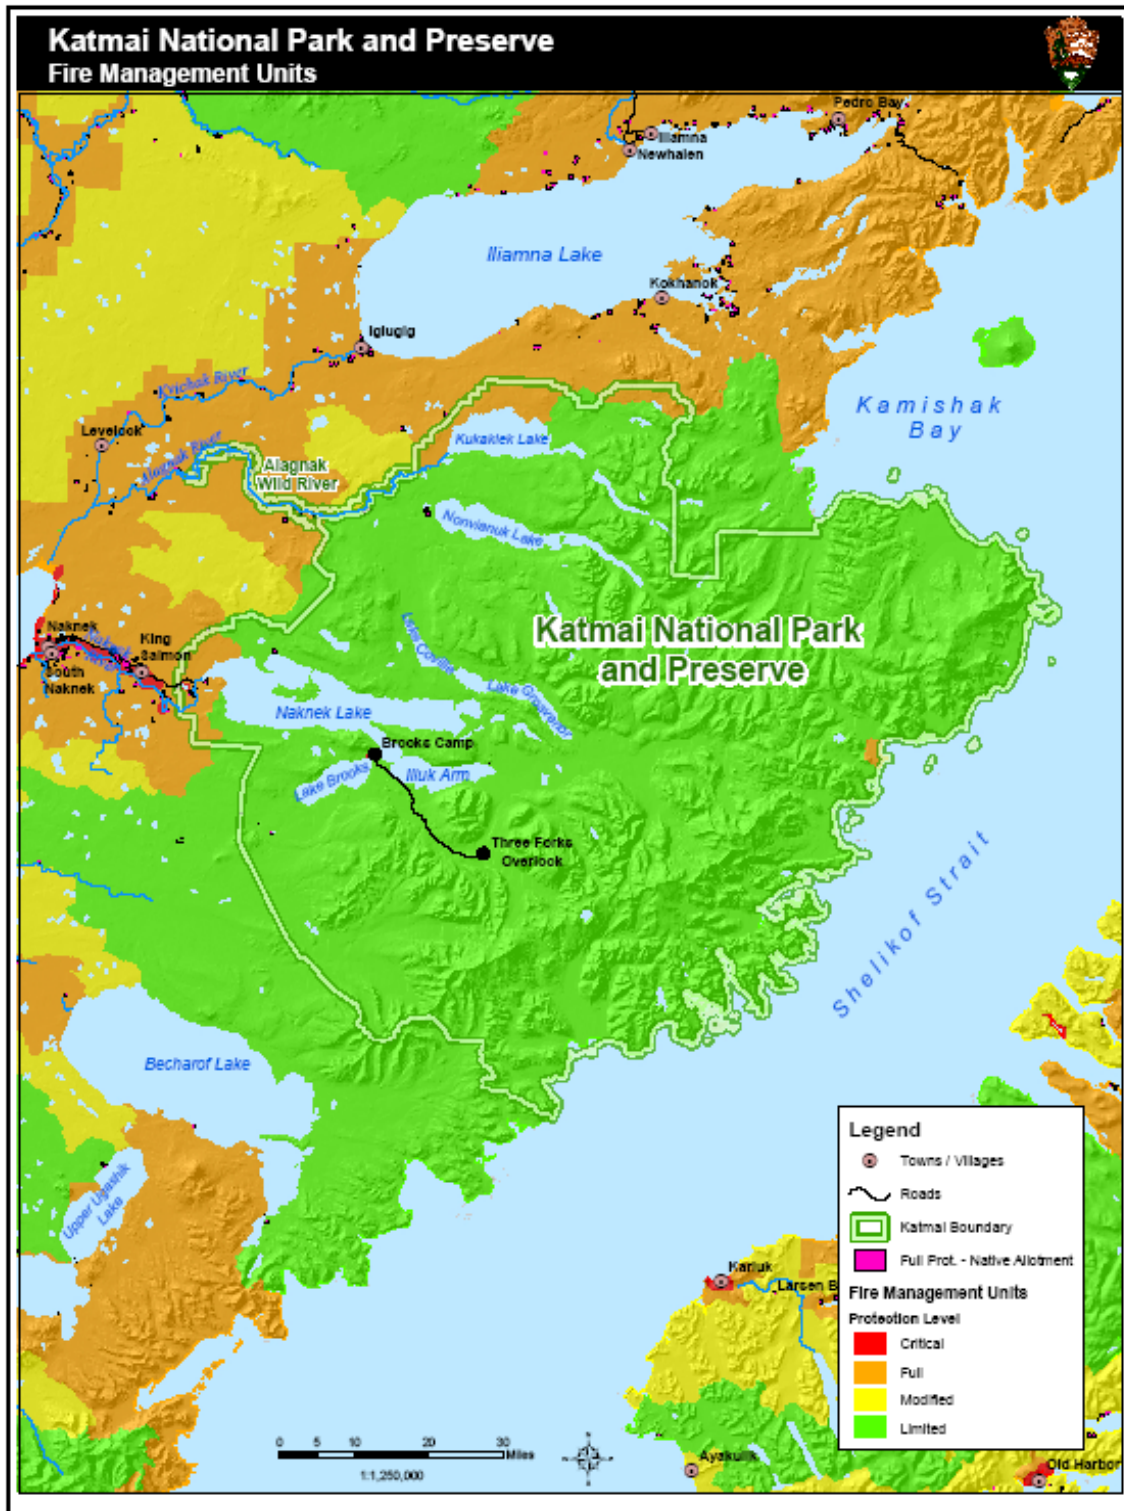 Katmai National Park and Preserve
Fire Management Units
Pedro Bay
Iliamna
Newhalen
Iliamna Lake
Kokhanok
Igiugig
Kvichak River
Kamishak
Bay
Levelock
Alagnak River
Kukaklek Lake
Alagnak
Wild River
Nonvianuk Lake
Katmai National Park
and Preserve
Naknek
King
Salmon
South
Naknek
Lake Coville
Lake Grosvenor
Naknek Lake
Brooks Camp
Lake Brooks
Iliuk Arm
Three Forks
Overlook
Shelikof Strait
Becharof Lake
Upper Ugashik
Lake
Legend
Towns / Villages
Roads
Katmai Boundary
Full Prot. - Native Allotment
Fire Management Units
Protection Level
Critical
Full
Modified
Limited
Karluk
Larsen B
0 5 10 20 30
Miles
1:1,250,000
Ayakulik
Old Harbor